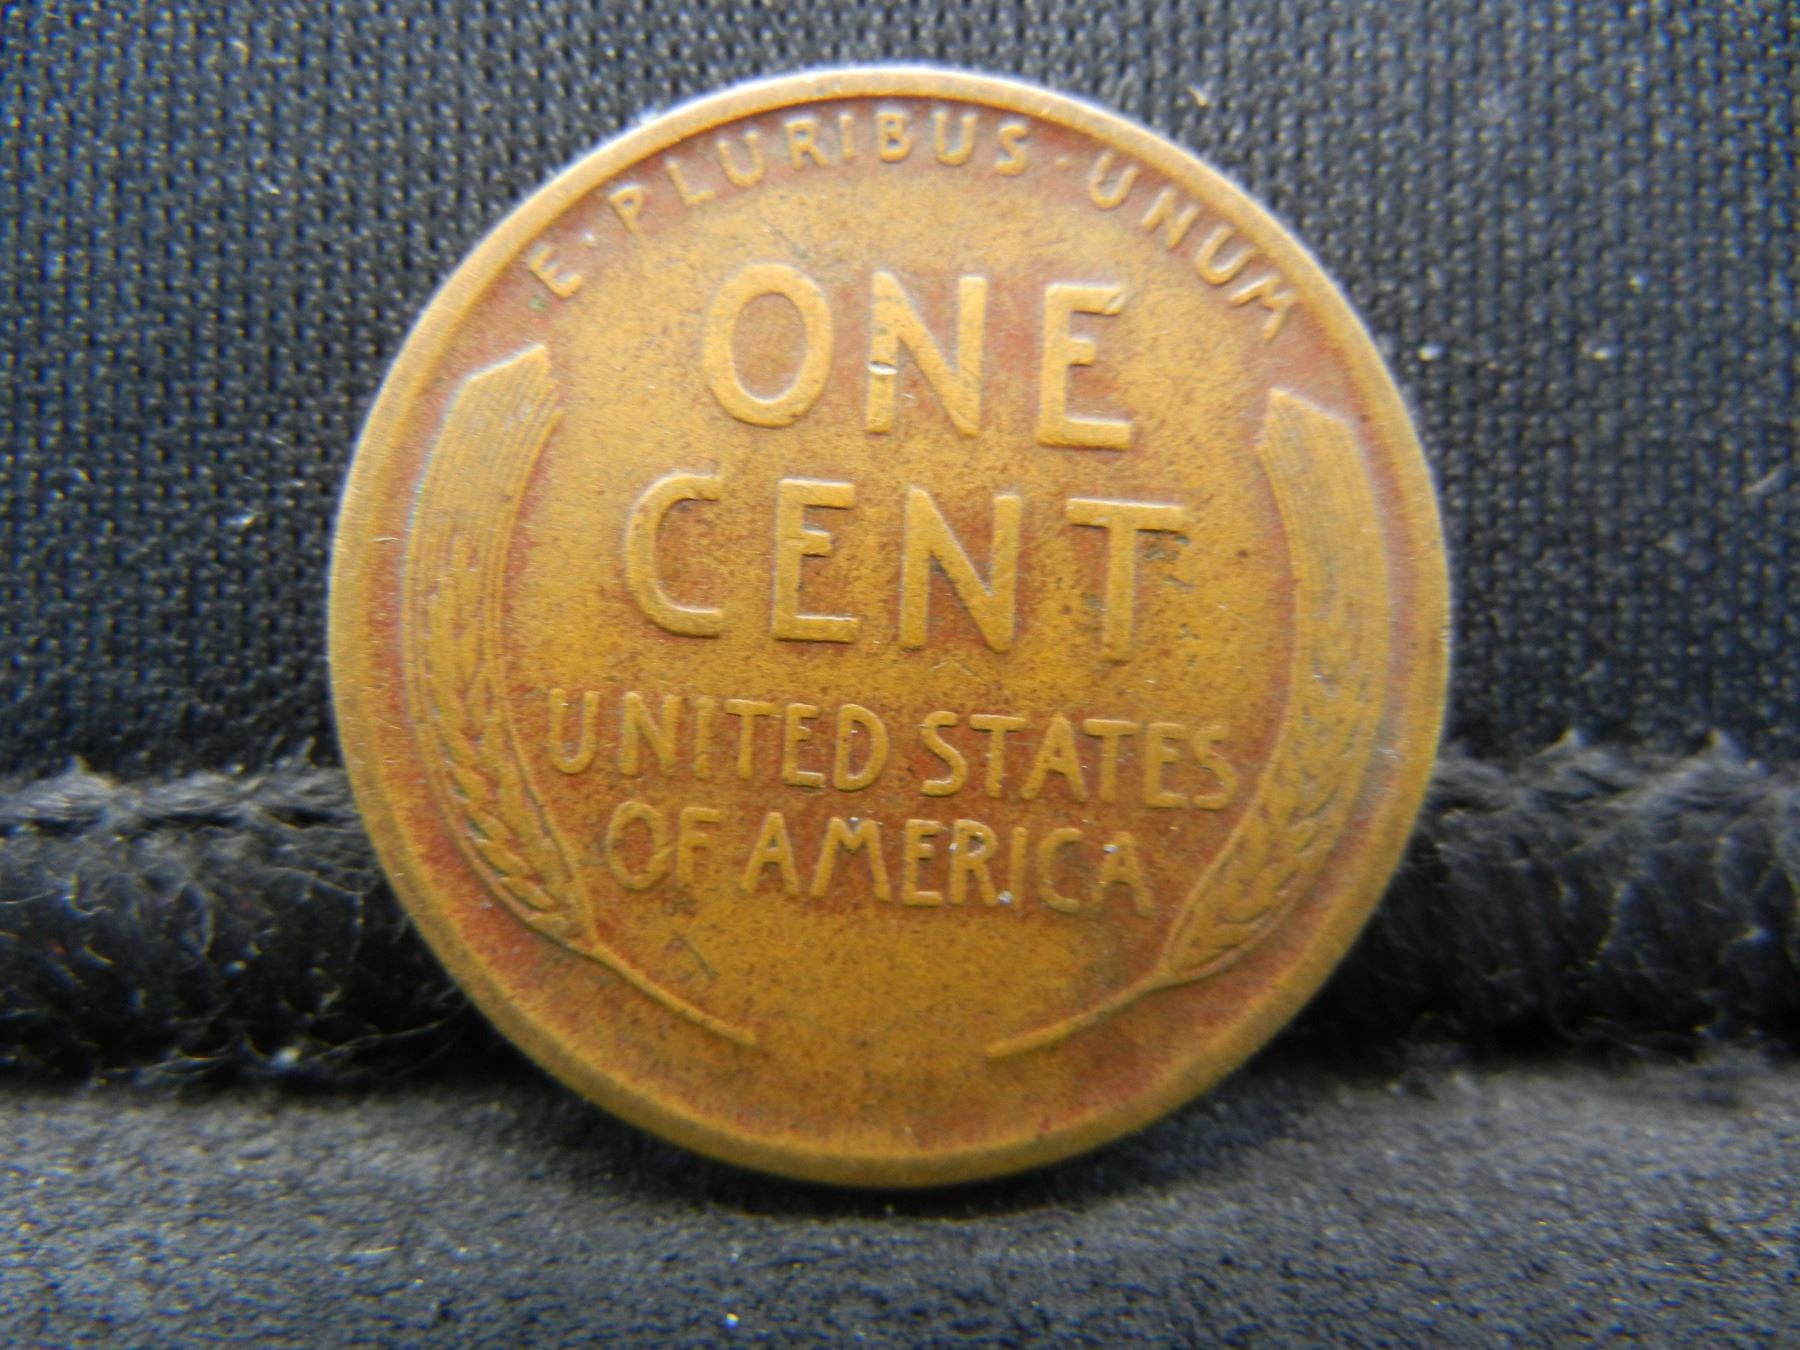 E · PLURIBUS · UNUM
ONE
CENT
UNITED STATES
OF AMERICA